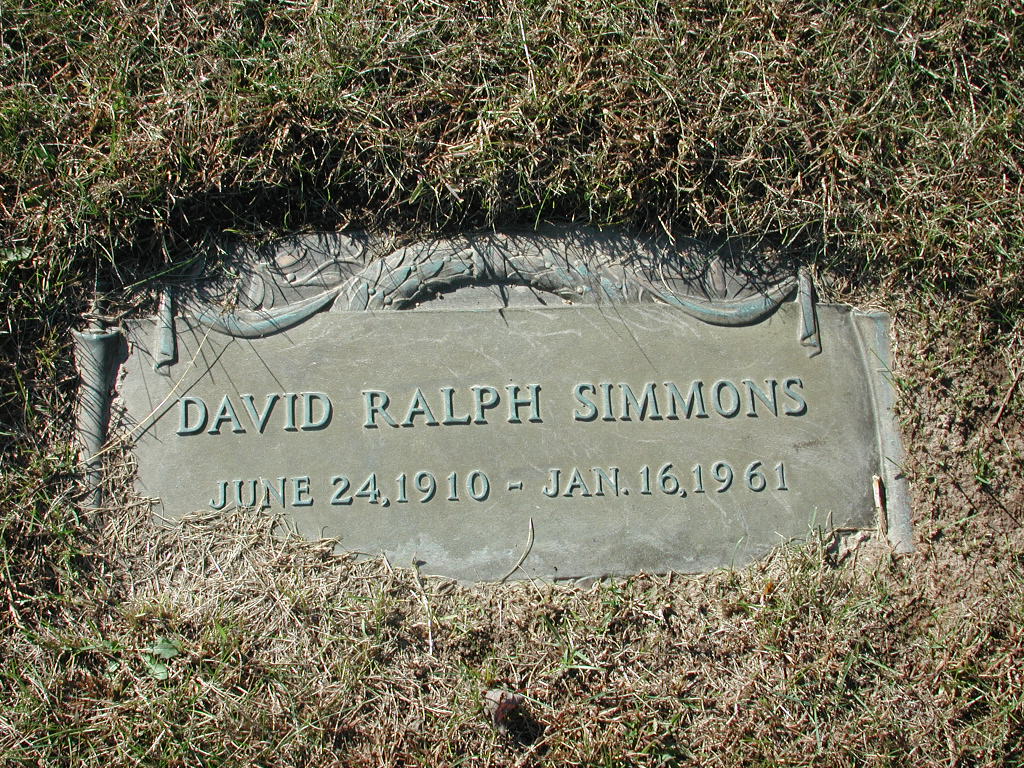 DAVID RALPH SIMMONS
JUNE 24,1910 - JAN.16,1961